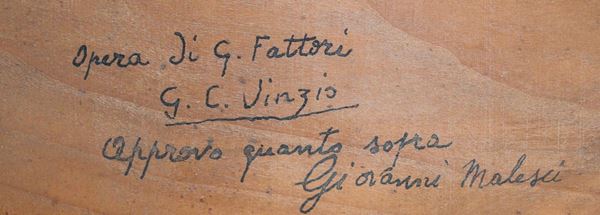 Opera di G. Fattori
G. C. Vinzio
Approvo quanto sopra
Giovanni Malesci